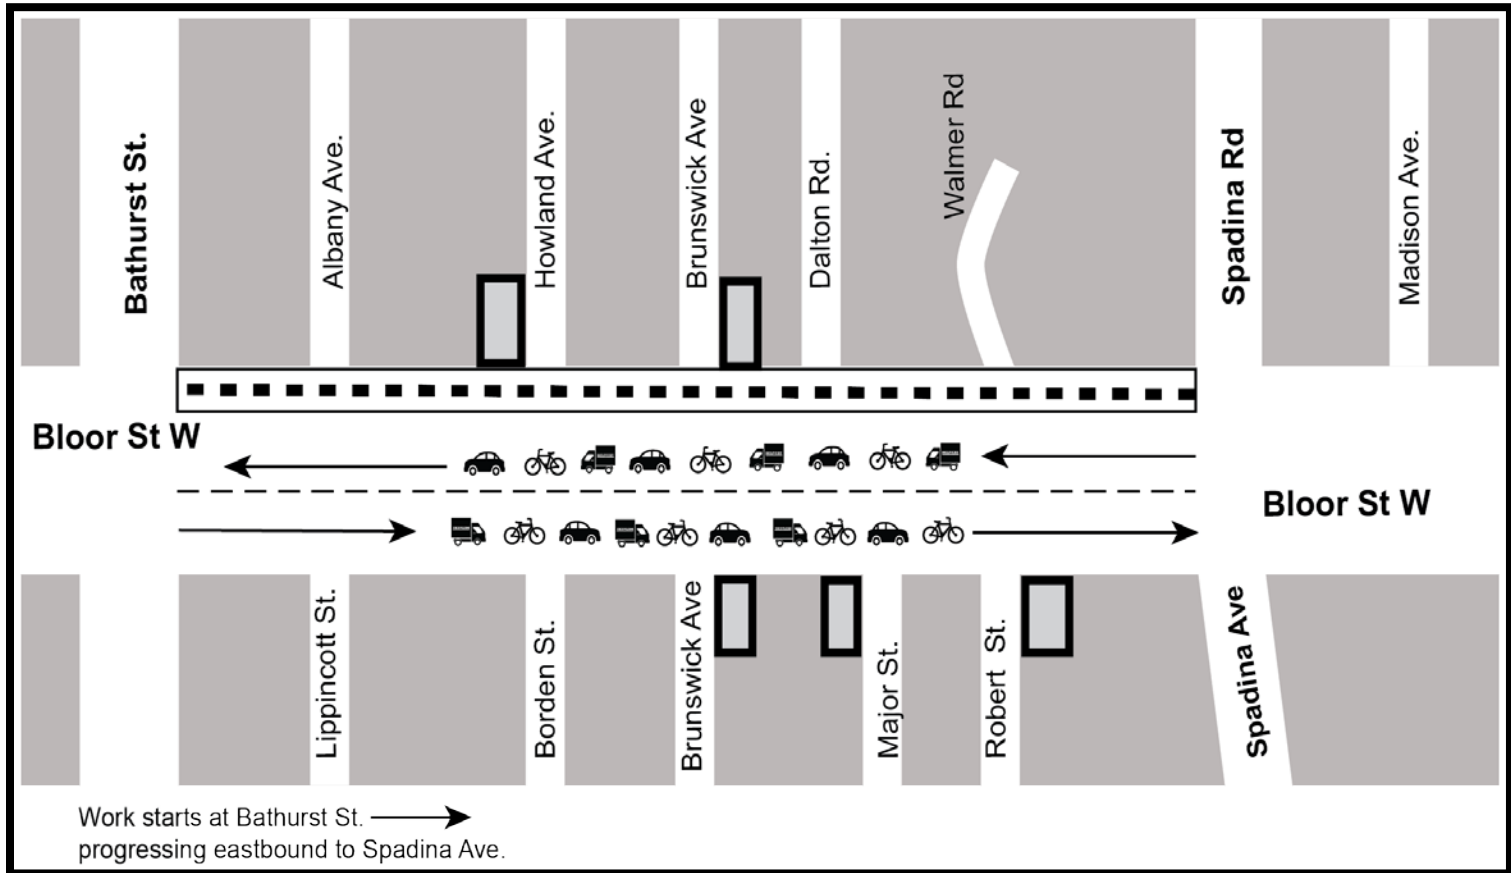 Bathurst St.
Albany Ave.
Howland Ave.
Brunswick Ave
Dalton Rd.
Walmer Rd
Spadina Rd
Madison Ave.
Bloor St W
Bloor St W
Lippincott St.
Borden St.
Brunswick Ave
Major St.
Robert St.
Spadina Ave
Work starts at Bathurst St.
progressing eastbound to Spadina Ave.